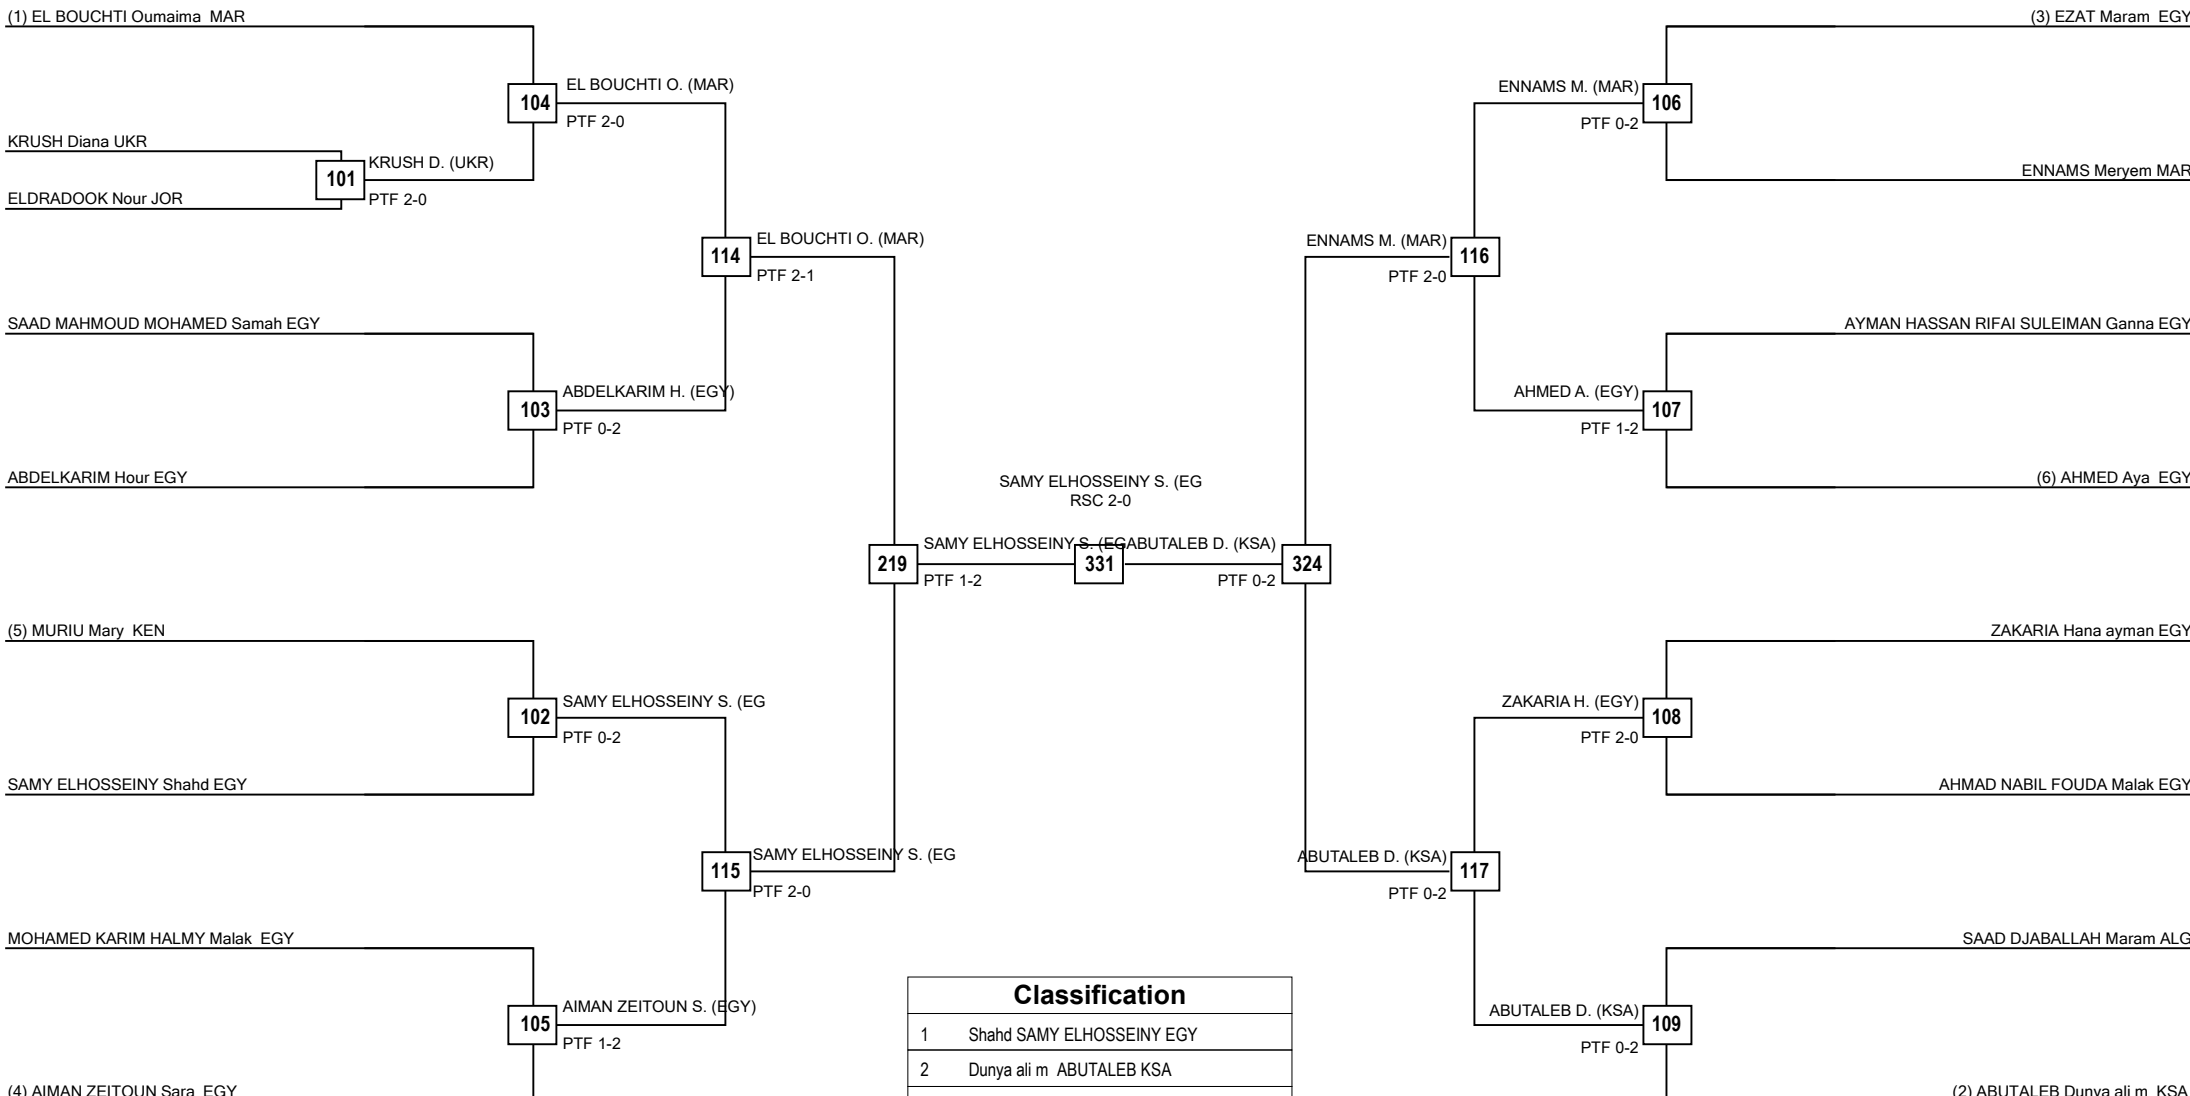 (1) EL BOUCHTI Oumaima MAR
(3) EZAT Maram EGY
EL BOUCHTI O. (MAR)
104
PTF 2-0
ENNAMS M. (MAR)
106
PTF 0-2
KRUSH Diana UKR
KRUSH D. (UKR)
101
PTF 2-0
ELDRADOOK Nour JOR
ENNAMS Meryem MAR
EL BOUCHTI O. (MAR)
114
PTF 2-1
ENNAMS M. (MAR)
116
PTF 2-0
SAAD MAHMOUD MOHAMED Samah EGY
AYMAN HASSAN RIFAI SULEIMAN Ganna EGY
ABDELKARIM H. (EGY)
103
PTF 0-2
AHMED A. (EGY)
107
PTF 1-2
ABDELKARIM Hour EGY
(6) AHMED Aya EGY
SAMY ELHOSSEINY S. (EG
RSC 2-0
SAMY ELHOSSEINY S. (EG
ABUTALEB D. (KSA)
219
331
324
PTF 1-2
PTF 0-2
(5) MURIU Mary KEN
ZAKARIA Hana ayman EGY
SAMY ELHOSSEINY S. (EG
102
PTF 0-2
ZAKARIA H. (EGY)
108
PTF 2-0
SAMY ELHOSSEINY Shahd EGY
AHMAD NABIL FOUDA Malak EGY
SAMY ELHOSSEINY S. (EG
115
PTF 2-0
ABUTALEB D. (KSA)
117
PTF 0-2
MOHAMED KARIM HALMY Malak EGY
SAAD DJABALLAH Maram ALG
AIMAN ZEITOUN S. (EGY)
105
PTF 1-2
ABUTALEB D. (KSA)
109
PTF 0-2
(4) AIMAN ZEITOUN Sara EGY
(2) ABUTALEB Dunya ali m KSA
Classification
1 Shahd SAMY ELHOSSEINY EGY
2 Dunya ali m ABUTALEB KSA